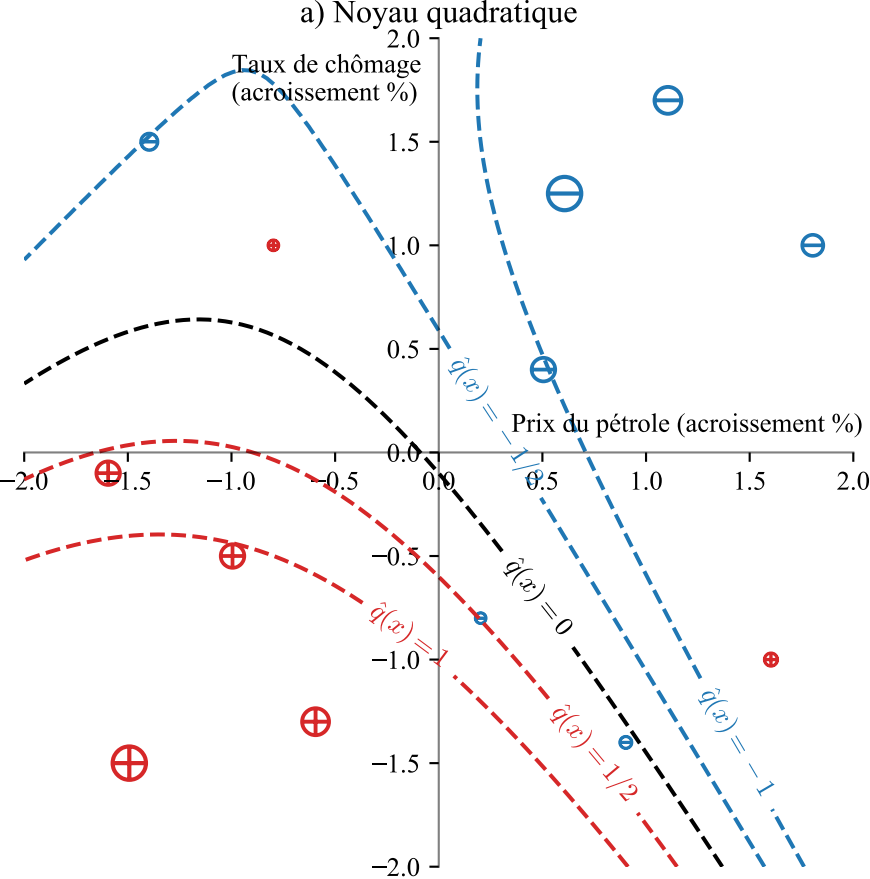 a) Noyau quadratique
2.0
Taux de chômage
(acroissement %)
1.5
1.0
0.5
q̂(x) = −1/2
Prix du pétrole (acroissement %)
0.0
−2.0 −1.5 −1.0 −0.5 0.0 0.5 1.0 1.5 2.0
−0.5
q̂(x) = 0
q̂(x) = 1
−1.0
q̂(x) = 1/2
q̂(x) = −1
−1.5
−2.0